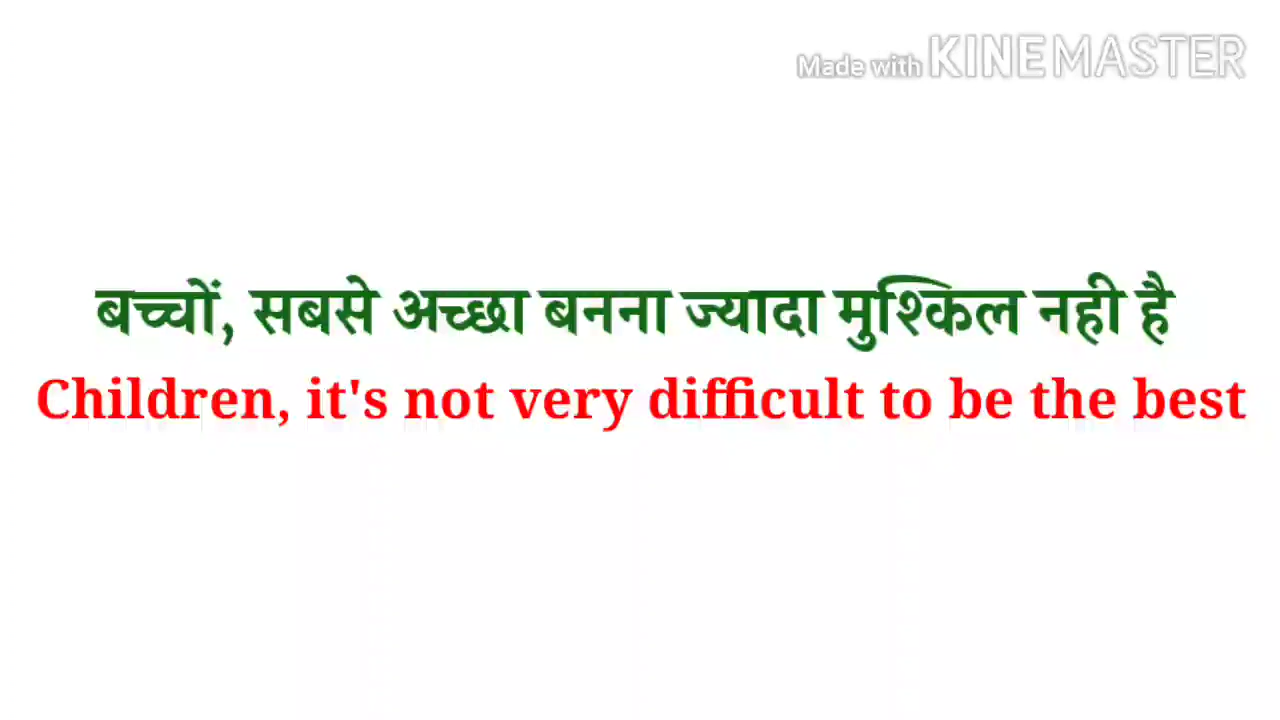 Made with KINEMASTER
बच्चों, सबसे अच्छा बनना ज्यादा मुश्किल नही है
Children, it's not very difficult to be the best